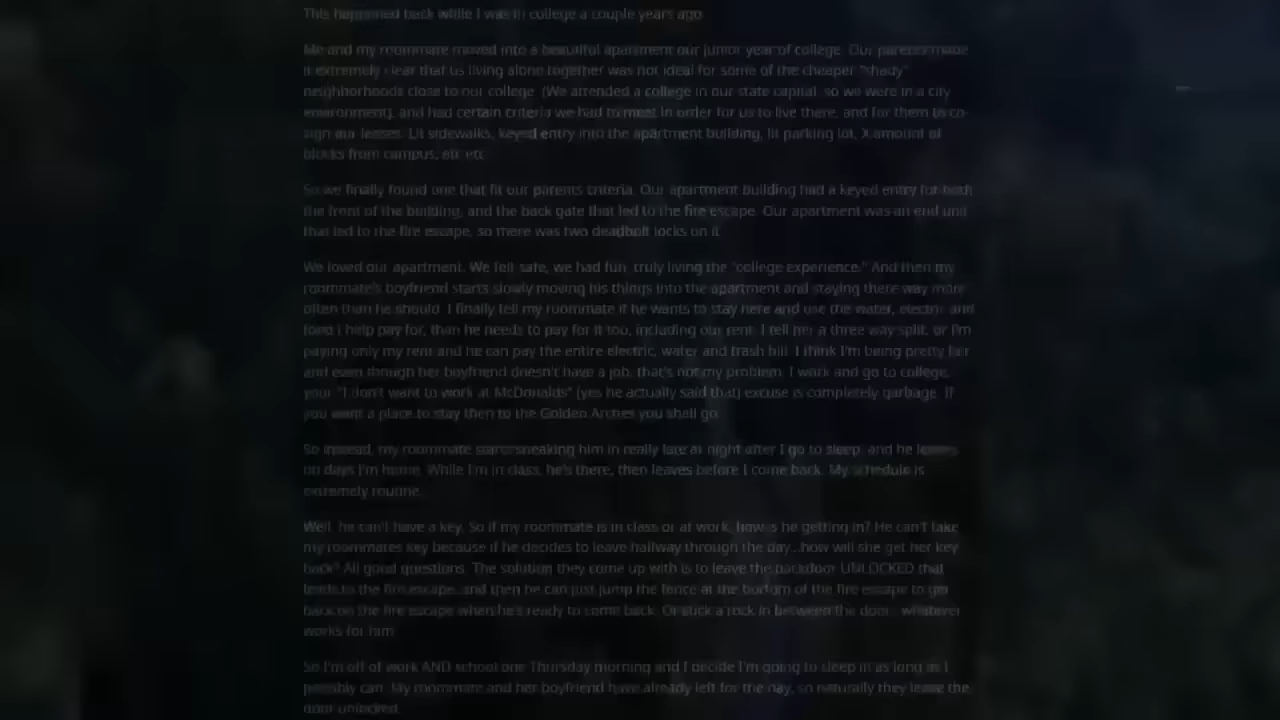 This happened back while I was in college a couple years ago
Me and my roommate moved into a beautiful apartment our junior year of college. Our parents made
it extremely clear that us living alone together was not ideal for some of the cheaper "shady"
neighborhoods close to our college. (We attended a college in our state capital, so we were in a city
environment), and had certain criteria we had to meet in order for us to live there, and for them to co-
sign our leases. Lit sidewalks, keyed entry into the apartment building, lit parking lot, X amount of
blocks from campus, etc etc
So we finally found one that fit our parents criteria. Our apartment building had a keyed entry for both
the front of the building, and the back gate that led to the fire escape. Our apartment was an end unit
that led to the fire escape, so there was two deadbolt locks on it.
We loved our apartment. We felt safe, we had fun, truly living the "college experience." And then my
roommate's boyfriend starts slowly moving his things into the apartment and staying there way more
often than he should. I finally tell my roommate if he wants to stay here and use the water, electric and
food I help pay for, than he needs to pay for it too, including our rent. I tell her a three way split, or I'm
paying only my rent and he can pay the entire electric, water and trash bill. I think I'm being pretty fair
and even through her boyfriend doesn't have a job, that's not my problem. I work and go to college,
your "I don't want to work at McDonalds" (yes he actually said that) excuse is completely garbage. If
you want a place to stay then to the Golden Arches you shall go.
So instead, my roommate starts sneaking him in really late at night after I go to sleep, and he leaves
on days I'm home. While I'm in class, he's there, then leaves before I come back. My schedule is
extremely routine.
Well, he can't have a key. So if my roommate is in class or at work, how is he getting in? He can't take
my roommates key because if he decides to leave halfway through the day...how will she get her key
back? All good questions. The solution they come up with is to leave the backdoor UNLOCKED that
leads to the fire escape, and then he can just jump the fence at the bottom of the fire escape to get
back on the fire escape when he's ready to come back. Or stick a rock in between the door...whatever
works for him.
So I'm off of work AND school one Thursday morning and I decide I'm going to sleep in as long as I
possibly can. My roommate and her boyfriend have already left for the day, so naturally they leave the
door unlocked.